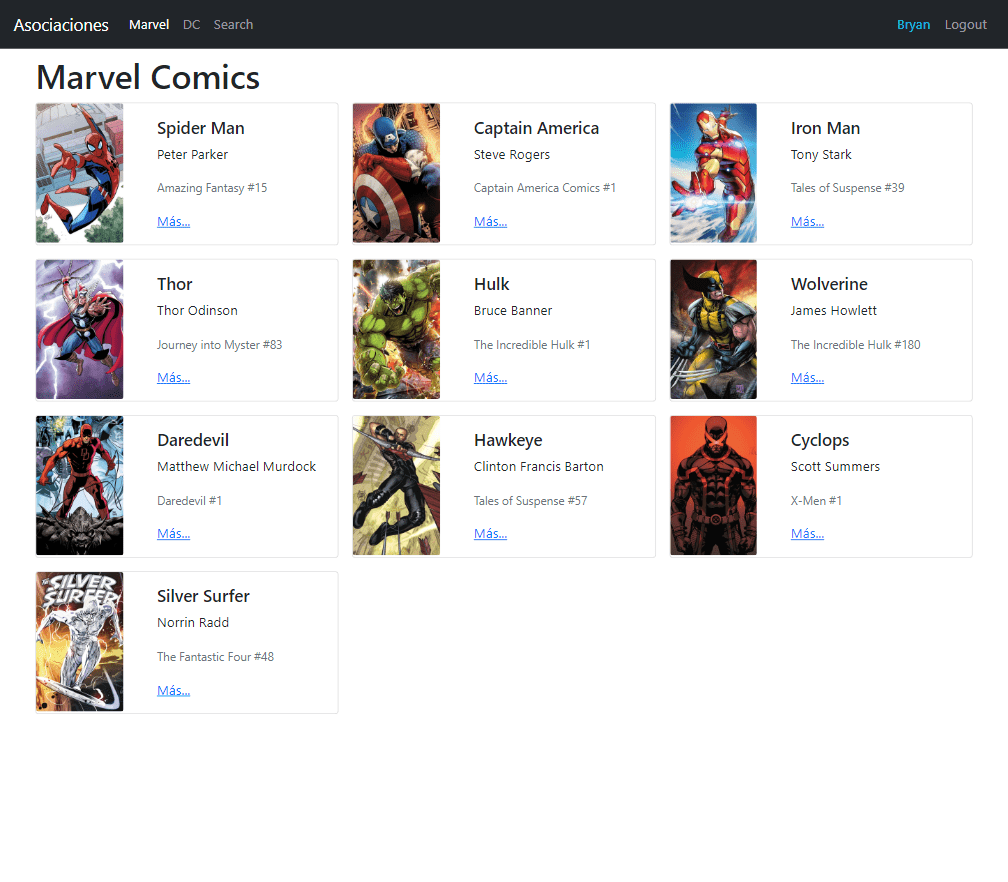 Asociaciones Marvel DC Search Bryan Logout
Marvel Comics
Spider Man
Peter Parker
Amazing Fantasy #15
Más...
Captain America
Steve Rogers
Captain America Comics #1
Más...
Iron Man
Tony Stark
Tales of Suspense #39
Más...
Thor
Thor Odinson
Journey into Myster #83
Más...
Hulk
Bruce Banner
The Incredible Hulk #1
Más...
Wolverine
James Howlett
The Incredible Hulk #180
Más...
Daredevil
Matthew Michael Murdock
Daredevil #1
Más...
Hawkeye
Clinton Francis Barton
Tales of Suspense #57
Más...
Cyclops
Scott Summers
X-Men #1
Más...
SILVER
SURFER
Silver Surfer
Norrin Radd
The Fantastic Four #48
Más...